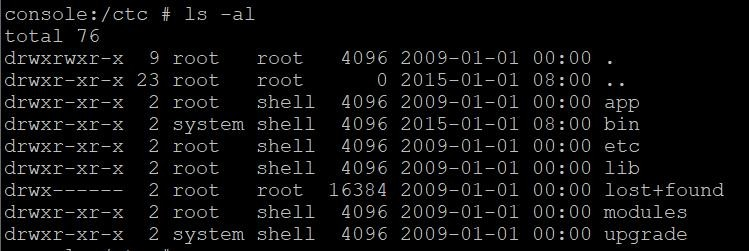 console:/ctc # ls -al
total 76
drwxrwxr-x  9 root   root   4096 2009-01-01 00:00 .
drwxr-xr-x 23 root   root      0 2015-01-01 08:00 ..
drwxr-xr-x  2 root   shell  4096 2009-01-01 00:00 app
drwxr-xr-x  2 system shell  4096 2015-01-01 08:00 bin
drwxr-xr-x  2 root   shell  4096 2009-01-01 00:00 etc
drwxr-xr-x  2 root   shell  4096 2009-01-01 00:00 lib
drwx------  2 root   root  16384 2009-01-01 00:00 lost+found
drwxr-xr-x  2 root   shell  4096 2009-01-01 00:00 modules
drwxr-xr-x  2 system shell  4096 2009-01-01 00:00 upgrade